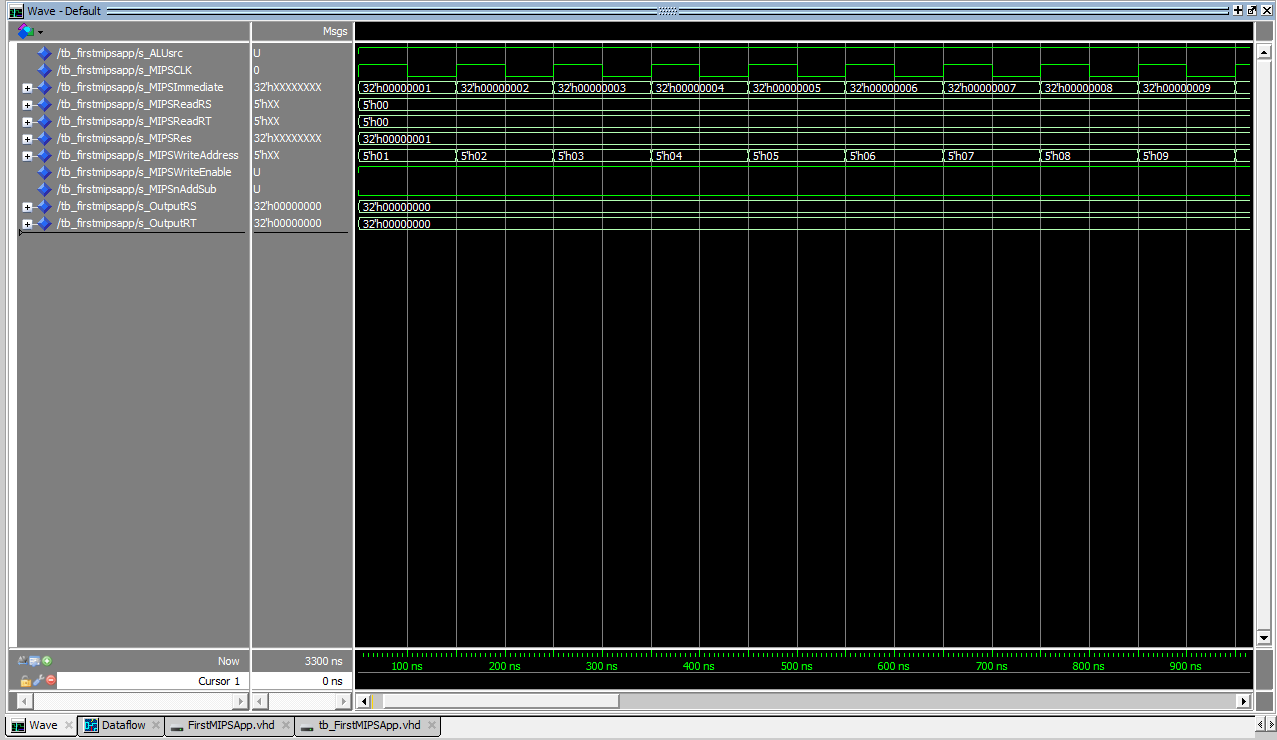 Wave - Default
Msgs
/tb_firstmipsapp/s_ALUsrc U
/tb_firstmipsapp/s_MIPSCLK 0
/tb_firstmipsapp/s_MIPSImmediate 32'hXXXXXXXX 32'h00000001 32'h00000002 32'h00000003 32'h00000004 32'h00000005 32'h00000006 32'h00000007 32'h00000008 32'h00000009
/tb_firstmipsapp/s_MIPSReadRS 5'hXX 5'h00
/tb_firstmipsapp/s_MIPSReadRT 5'hXX 5'h00
/tb_firstmipsapp/s_MIPSRes 32'hXXXXXXXX 32'h00000001
/tb_firstmipsapp/s_MIPSWriteAddress 5'hXX 5'h01 5'h02 5'h03 5'h04 5'h05 5'h06 5'h07 5'h08 5'h09
/tb_firstmipsapp/s_MIPSWriteEnable U
/tb_firstmipsapp/s_MIPSnAddSub U
/tb_firstmipsapp/s_OutputRS 32'h00000000 32'h00000000
/tb_firstmipsapp/s_OutputRT 32'h00000000 32'h00000000
Now 3300 ns 100 ns 200 ns 300 ns 400 ns 500 ns 600 ns 700 ns 800 ns 900 ns
Cursor 1 0 ns
Wave Dataflow FirstMIPSApp.vhd tb_FirstMIPSApp.vhd